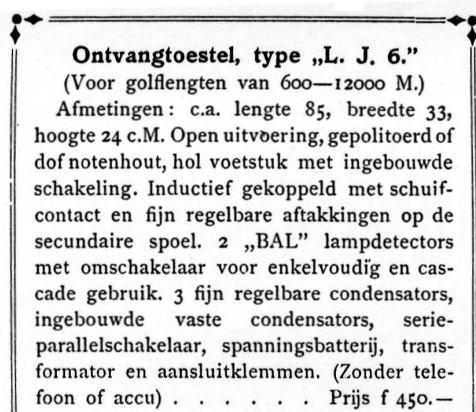 Ontvangtoestel, type „L. J. 6.”
(Voor golflengten van 600—12000 M.)
Afmetingen: c.a. lengte 85, breedte 33,
hoogte 24 c.M. Open uitvoering, gepolitoerd of
dof notenhout, hol voetstuk met ingebouwde
schakeling. Inductief gekoppeld met schuif-
contact en fijn regelbare aftakkingen op de
secundaire spoel. 2 „BAL” lampdetectors
met omschakelaar voor enkelvoudig en cas-
cade gebruik. 3 fijn regelbare condensators,
ingebouwde vaste condensators, serie-
parallelschakelaar, spanningsbatterij, trans-
formator en aansluitklemmen. (Zonder tele-
foon of accu) . . . . . . Prijs f 450.—